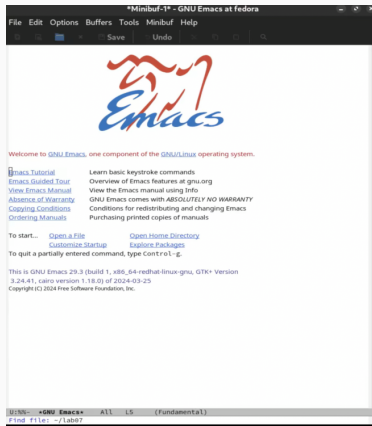 *Minibuf-1* - GNU Emacs at fedora
File Edit Options Buffers Tools Minibuf Help
Save Undo
Emacs
Welcome to GNU Emacs, one component of the GNU/Linux operating system.
Emacs Tutorial Learn basic keystroke commands
Emacs Guided Tour Overview of Emacs features at gnu.org
View Emacs Manual View the Emacs manual using Info
Absence of Warranty GNU Emacs comes with ABSOLUTELY NO WARRANTY
Copying Conditions Conditions for redistributing and changing Emacs
Ordering Manuals Purchasing printed copies of manuals
To start... Open a File Open Home Directory
Customize Startup Explore Packages
To quit a partially entered command, type Control-g.
This is GNU Emacs 29.3 (build 1, x86_64-redhat-linux-gnu, GTK+ Version
3.24.41, cairo version 1.18.0) of 2024-03-25
Copyright (C) 2024 Free Software Foundation, Inc.
U:%%- *GNU Emacs* All L5 (Fundamental)
Find file: ~/lab07